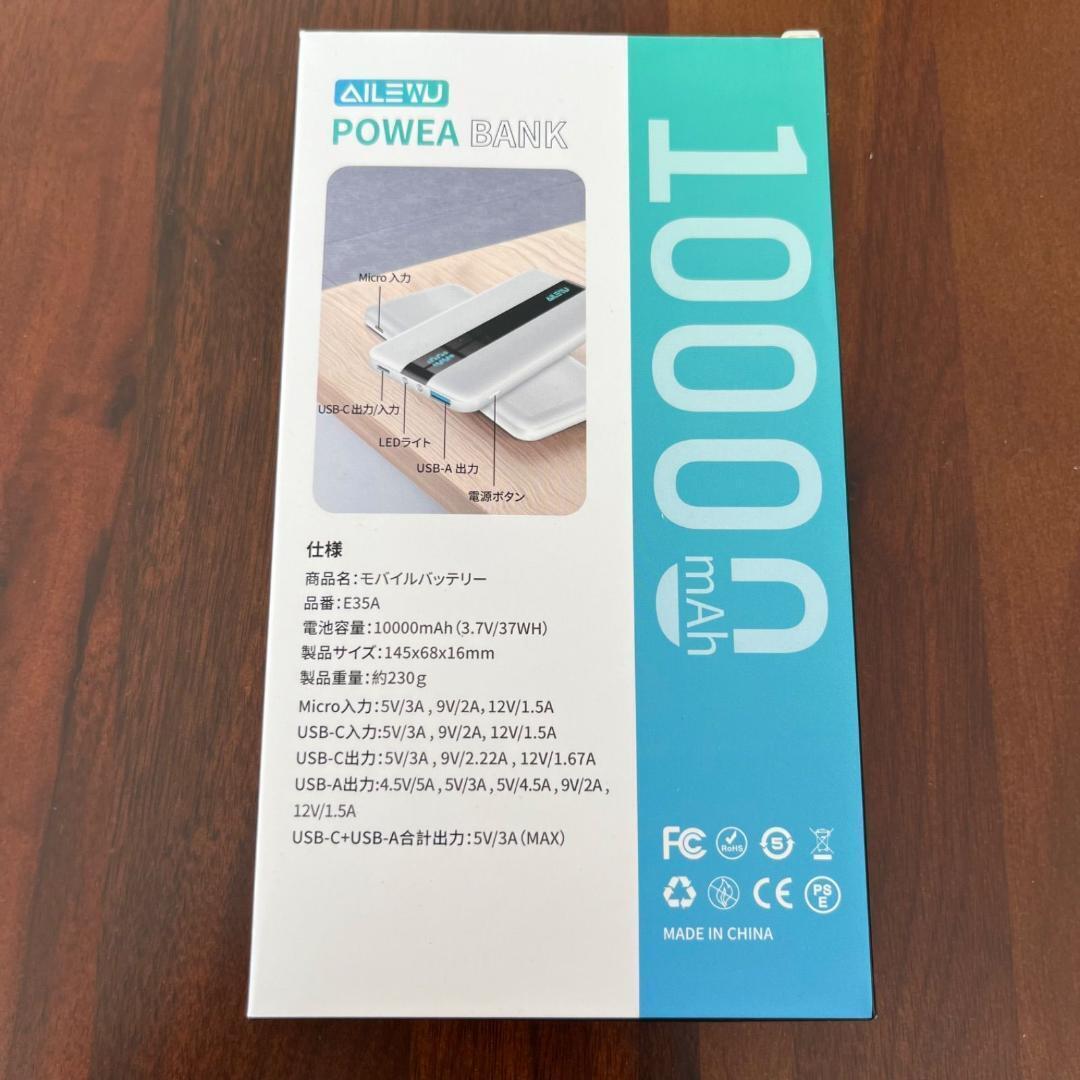 AILEWU
POWEA BANK
AILEWU
Micro 入力
USB-C 出力/入力
LEDライト
USB-A 出力
電源ボタン
仕様
商品名:モバイルバッテリー
品番:E35A
電池容量:10000mAh(3.7V/37WH)
製品サイズ:145x68x16mm
製品重量:約230g
Micro入力:5V/3A , 9V/2A, 12V/1.5A
USB-C入力:5V/3A , 9V/2A, 12V/1.5A
USB-C出力:5V/3A , 9V/2.22A , 12V/1.67A
USB-A出力:4.5V/5A , 5V/3A , 5V/4.5A , 9V/2A ,
12V/1.5A
USB-C+USB-A合計出力:5V/3A(MAX)
10000
mAh
FC RoHS 5
CE PS
E
MADE IN CHINA